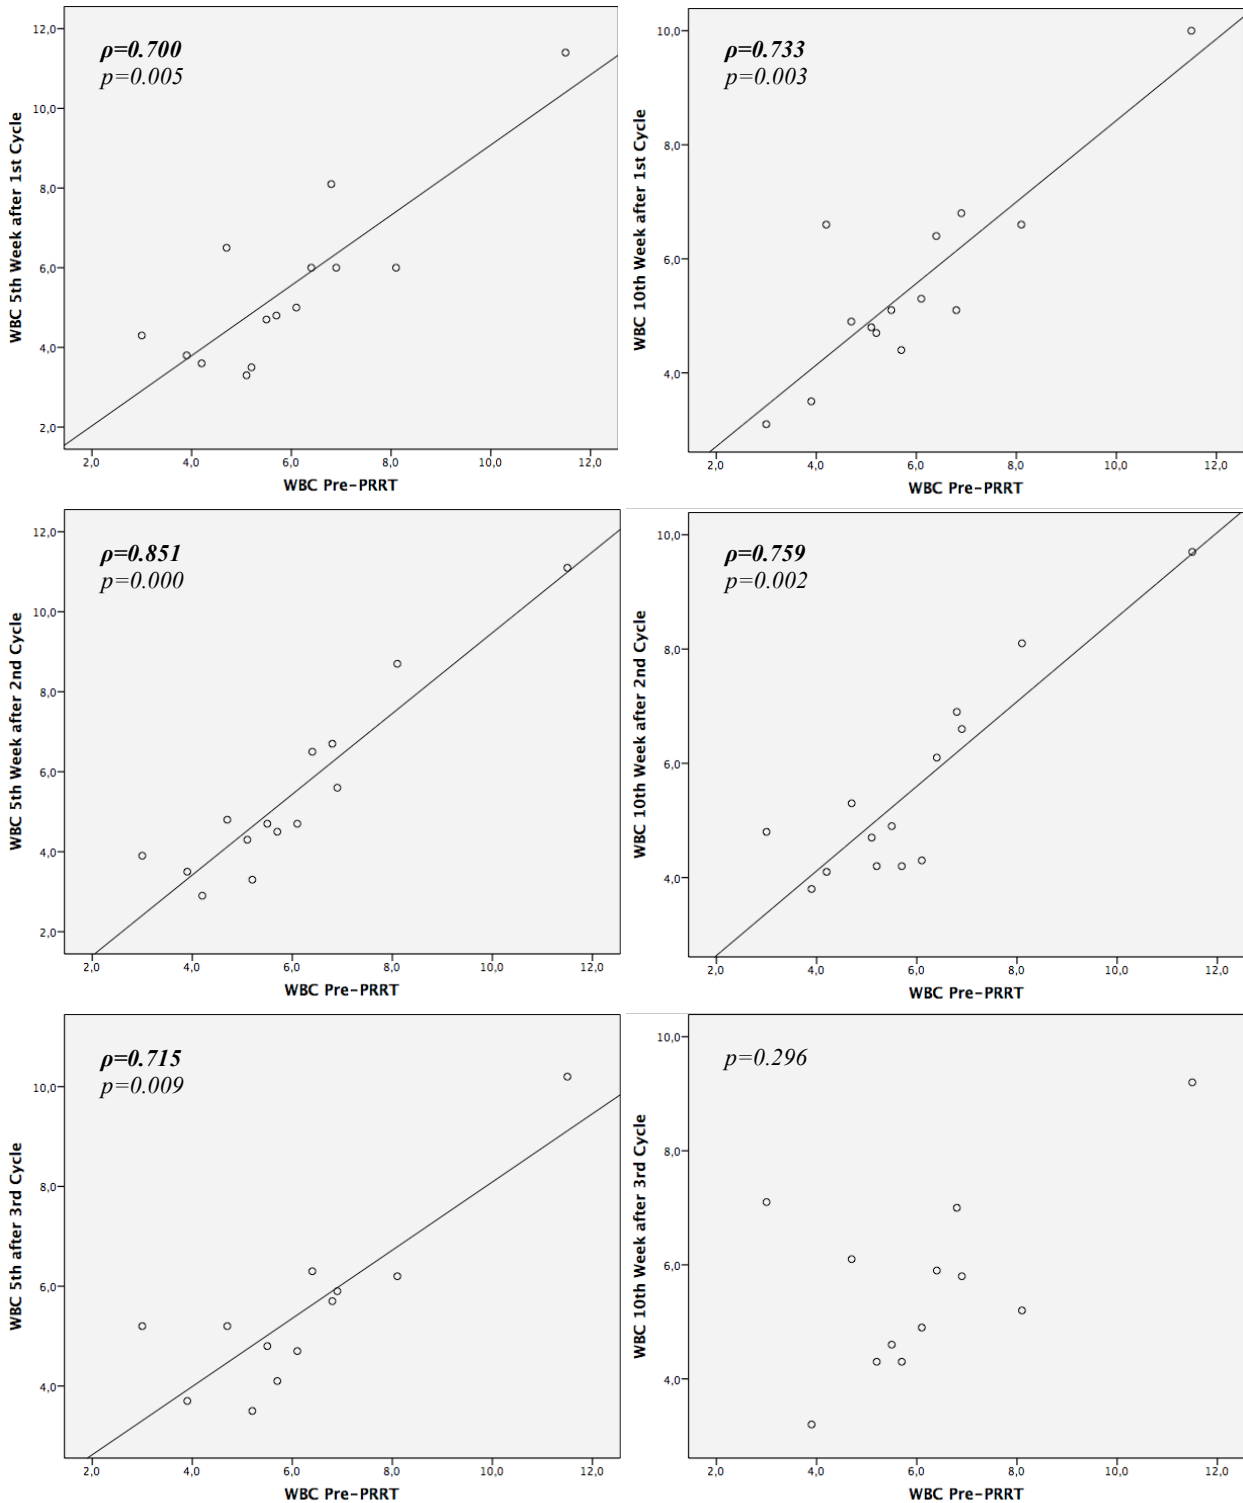 ρ=0.700
p=0.005
WBC 5th Week after 1st Cycle
12,0
10,0
8,0
6,0
4,0
2,0
2,0 4,0 6,0 8,0 10,0 12,0
WBC Pre-PRRT
ρ=0.733
p=0.003
WBC 10th Week after 1st Cycle
10,0
8,0
6,0
4,0
2,0 4,0 6,0 8,0 10,0 12,0
WBC Pre-PRRT
ρ=0.851
p=0.000
WBC 5th Week after 2nd Cycle
12,0
10,0
8,0
6,0
4,0
2,0
2,0 4,0 6,0 8,0 10,0 12,0
WBC Pre-PRRT
ρ=0.759
p=0.002
WBC 10th Week after 2nd Cycle
10,0
8,0
6,0
4,0
2,0 4,0 6,0 8,0 10,0 12,0
WBC Pre-PRRT
ρ=0.715
p=0.009
WBC 5th after 3rd Cycle
10,0
8,0
6,0
4,0
2,0 4,0 6,0 8,0 10,0 12,0
WBC Pre-PRRT
p=0.296
WBC 10th Week after 3rd Cycle
10,0
8,0
6,0
4,0
2,0 4,0 6,0 8,0 10,0 12,0
WBC Pre-PRRT